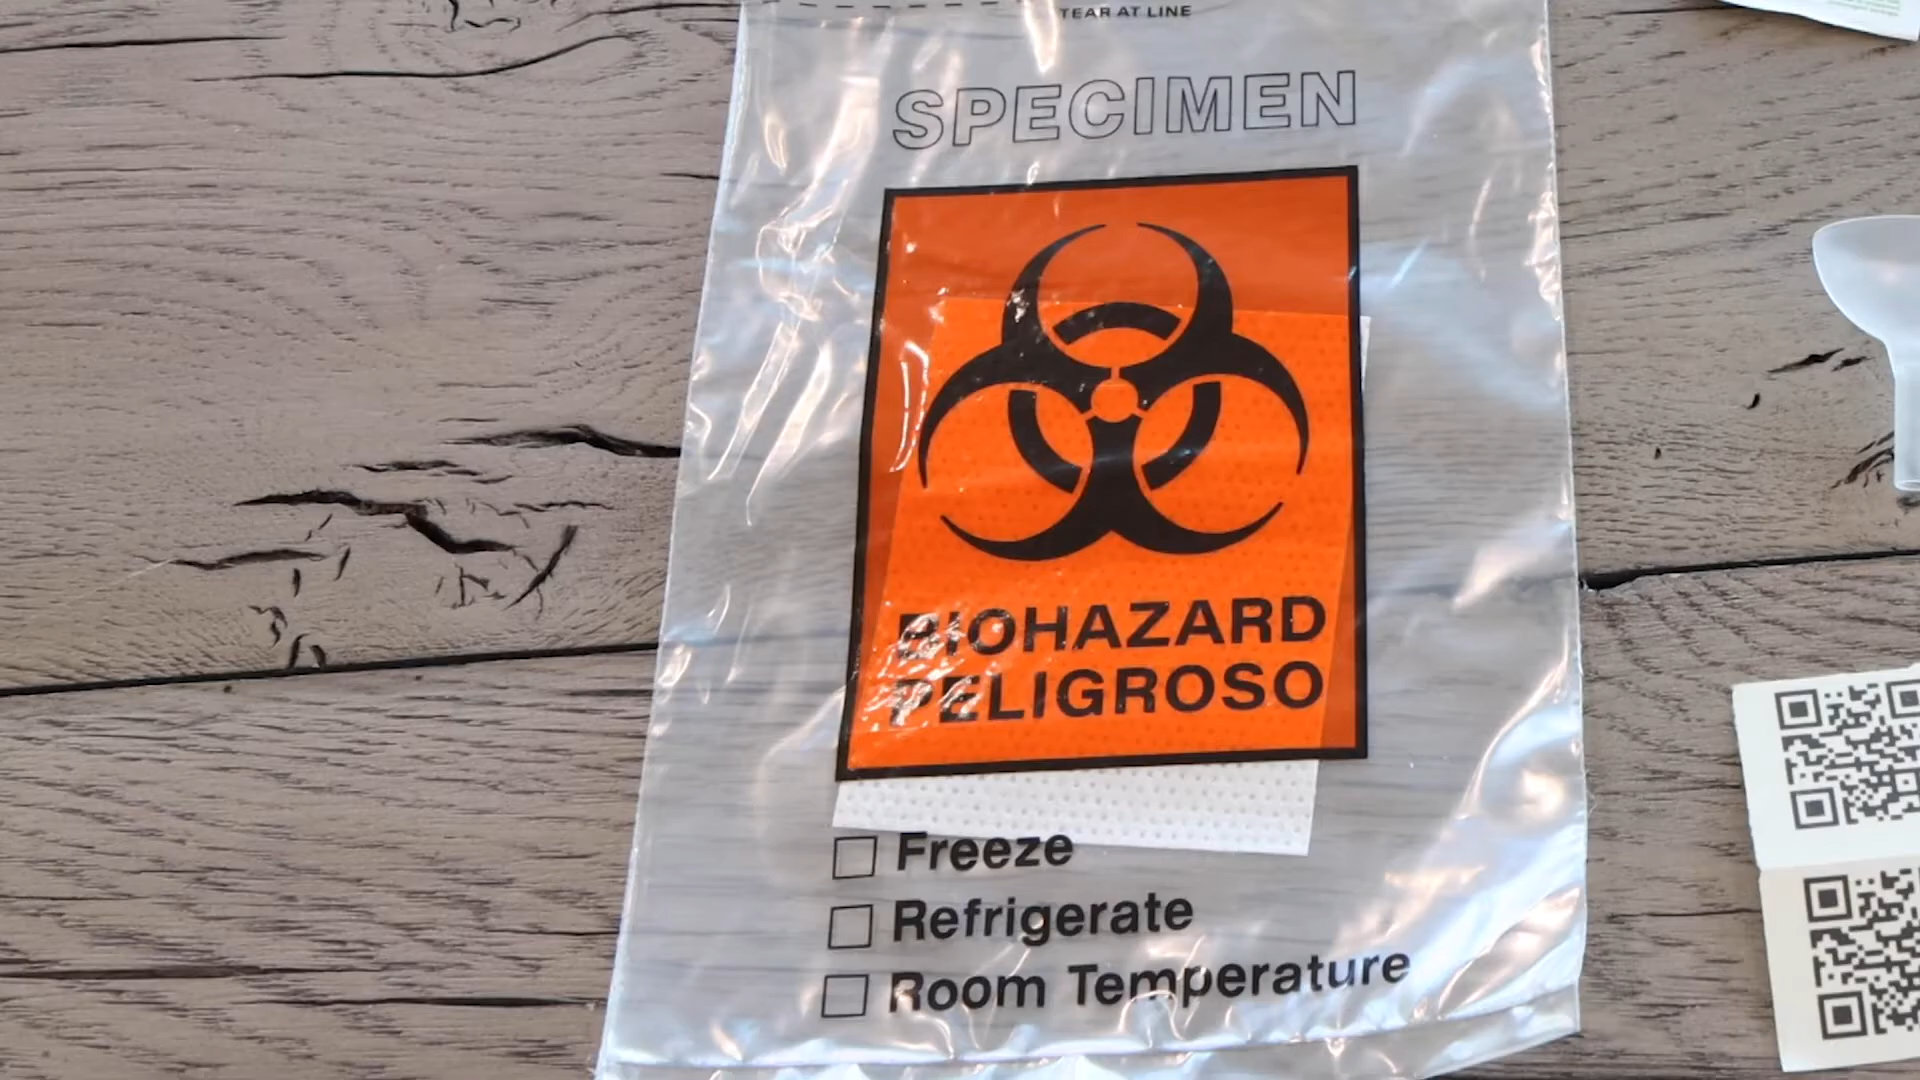 TEAR AT LINE
SPECIMEN
BIOHAZARD
PELIGROSO
Freeze
Refrigerate
Room Temperature